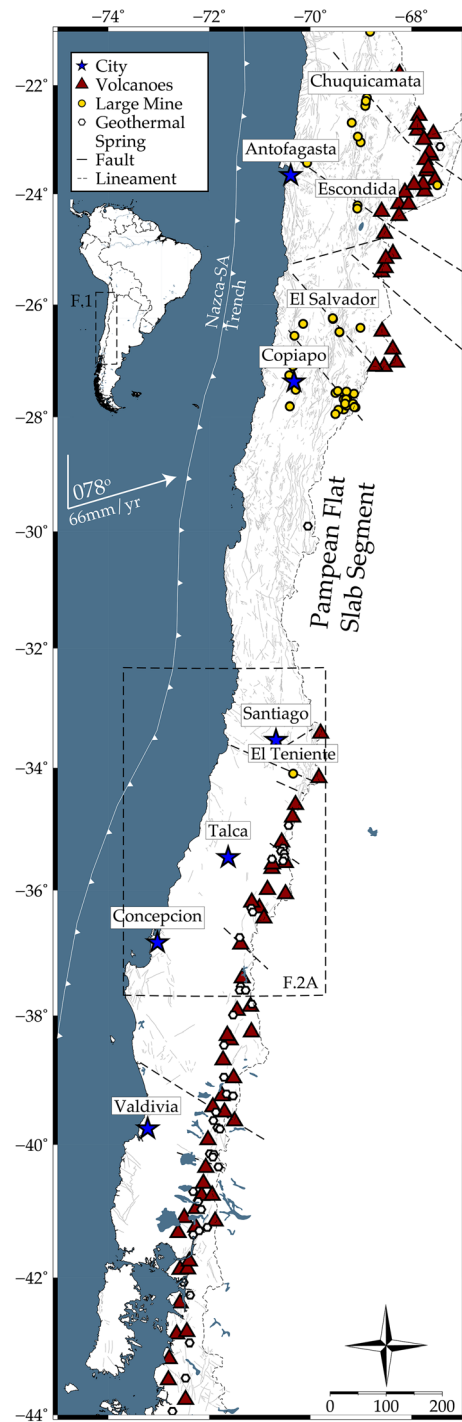 −74° −72° −70° −68°
City
Volcanoes
Large Mine
Geothermal
Spring
Fault
Lineament
Chuquicamata
Antofagasta
Escondida
F.1
Nazca-SA
Trench
El Salvador
Copiapo
078°
66mm/yr
Pampean Flat
Slab Segment
Santiago
El Teniente
Talca
Concepcion
F.2A
Valdivia
−22°
−24°
−26°
−28°
−30°
−32°
−34°
−36°
−38°
−40°
−42°
−44°
0 100 200